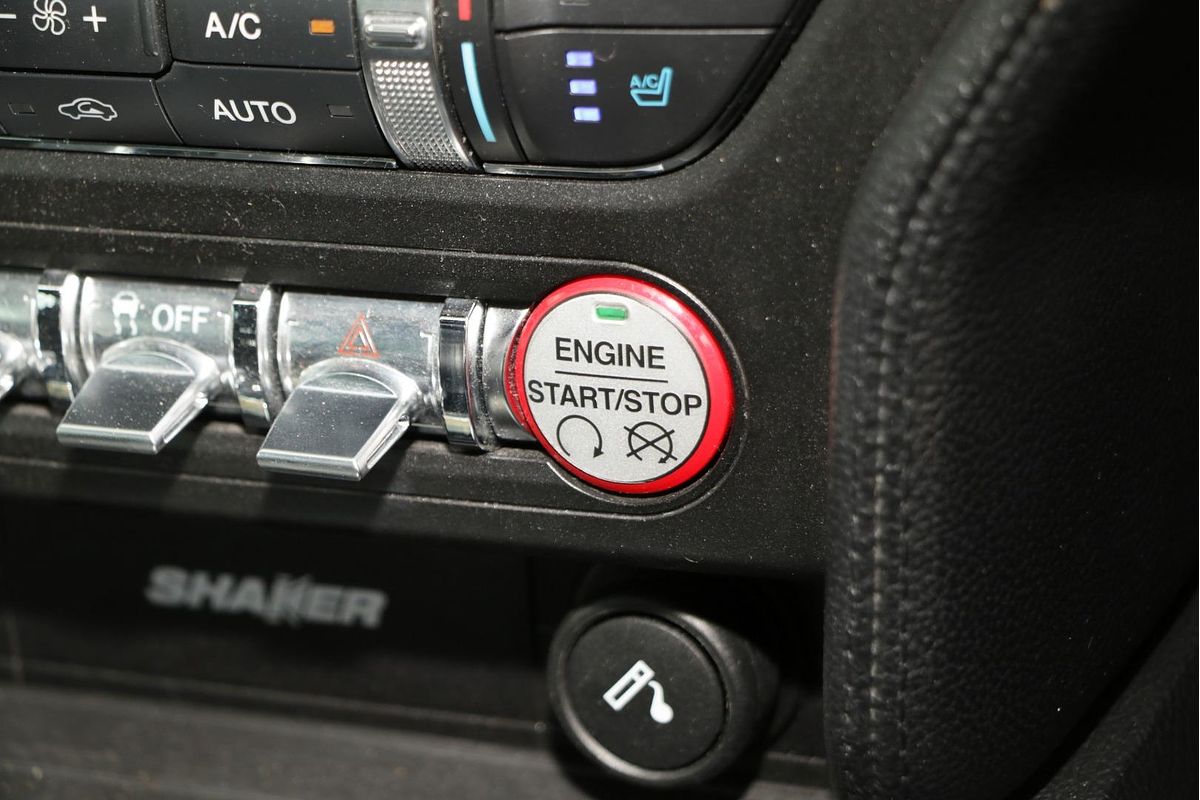 A/C
A/C
AUTO
OFF
ENGINE
START/STOP
SHAKER